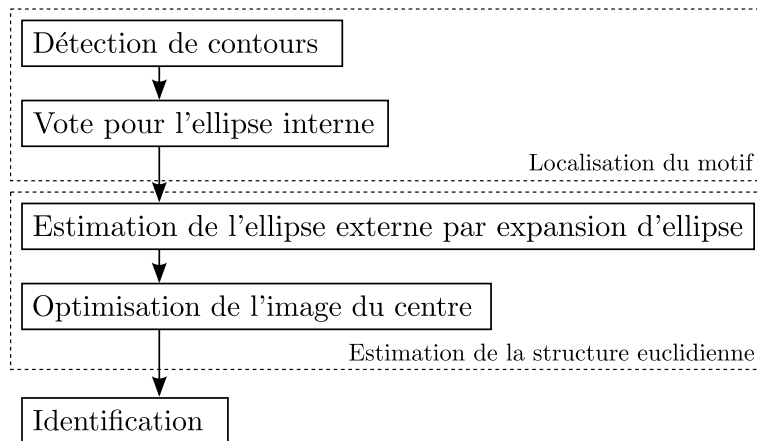 Détection de contours
Vote pour l'ellipse interne
Localisation du motif
Estimation de l'ellipse externe par expansion d'ellipse
Optimisation de l'image du centre
Estimation de la structure euclidienne
Identification